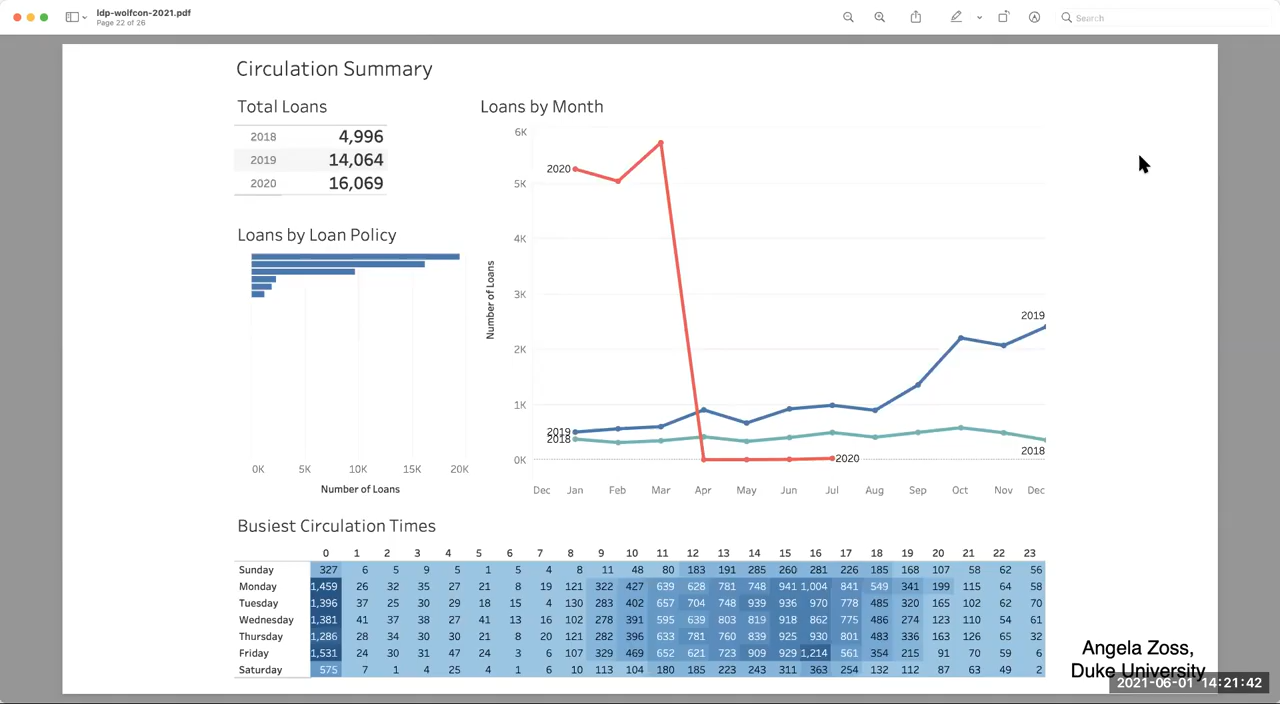 ldp-wolfcon-2021.pdf
Page 22 of 26
Search
Circulation Summary
Total Loans
2018 4,996
2019 14,064
2020 16,069
Loans by Loan Policy
0K 5K 10K 15K 20K
Number of Loans
Loans by Month
6K
5K
4K
3K
2K
1K
0K
Number of Loans
2020
2019
2018
2019
2018
2020
Dec Jan Feb Mar Apr May Jun Jul Aug Sep Oct Nov Dec
Busiest Circulation Times
0 1 2 3 4 5 6 7 8 9 10 11 12 13 14 15 16 17 18 19 20 21 22 23
Sunday 327 6 5 9 5 1 5 4 8 11 48 80 183 191 285 260 281 226 185 168 107 58 62 56
Monday 1,459 26 32 35 27 21 8 19 121 322 427 639 628 781 748 941 1,004 841 549 341 199 115 64 58
Tuesday 1,396 37 25 30 29 18 15 4 130 283 402 657 704 748 939 936 970 778 485 320 165 102 62 70
Wednesday 1,381 41 37 38 27 41 13 16 102 278 391 595 639 803 819 918 862 775 486 274 123 110 54 61
Thursday 1,286 28 34 30 30 21 8 20 121 282 396 633 781 760 839 925 930 801 483 336 163 126 65 32
Friday 1,531 24 30 31 47 24 3 6 107 329 469 652 621 723 909 929 1,214 561 354 215 91 70 59 6
Saturday 575 7 1 4 25 4 1 6 10 113 104 180 185 223 243 311 363 254 132 112 87 63 49 2
Angela Zoss,
Duke University
2021-06-01 14:21:42